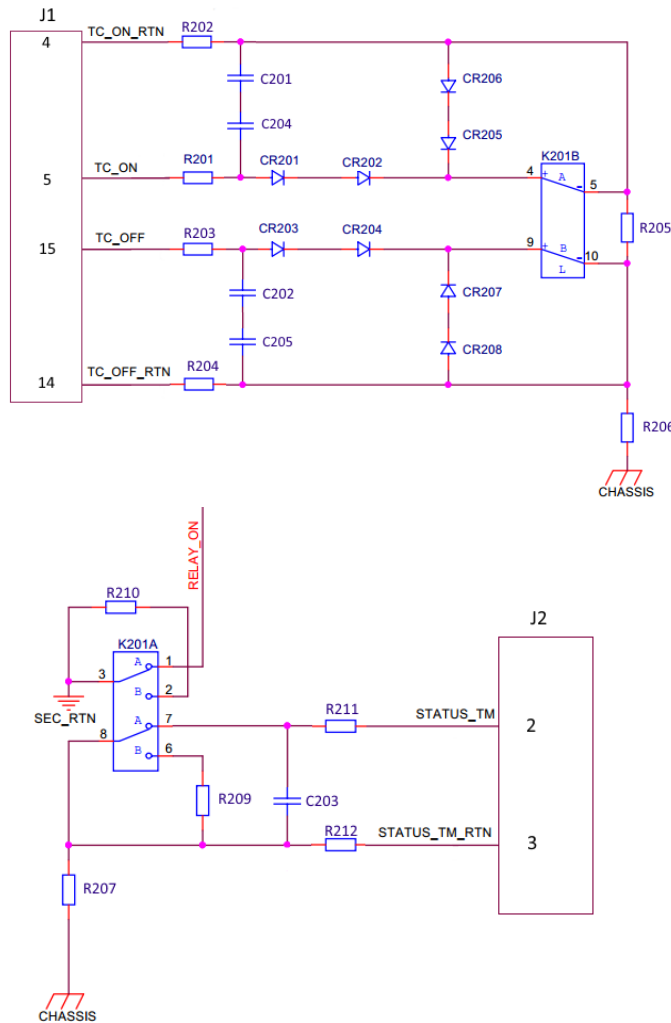 J1
4
TC_ON_RTN
R202
C201
C204
CR206
CR205
5
TC_ON
R201
CR201
CR202
K201B
4
+
A
-
5
R205
15
TC_OFF
R203
CR203
CR204
9
+
B
-
10
L
C202
C205
CR207
CR208
14
TC_OFF_RTN
R204
R206
CHASSIS
RELAY_ON
R210
K201A
3
A
1
B
2
SEC_RTN
8
A
7
B
6
R209
C203
R211
STATUS_TM
J2
2
R212
STATUS_TM_RTN
3
R207
CHASSIS